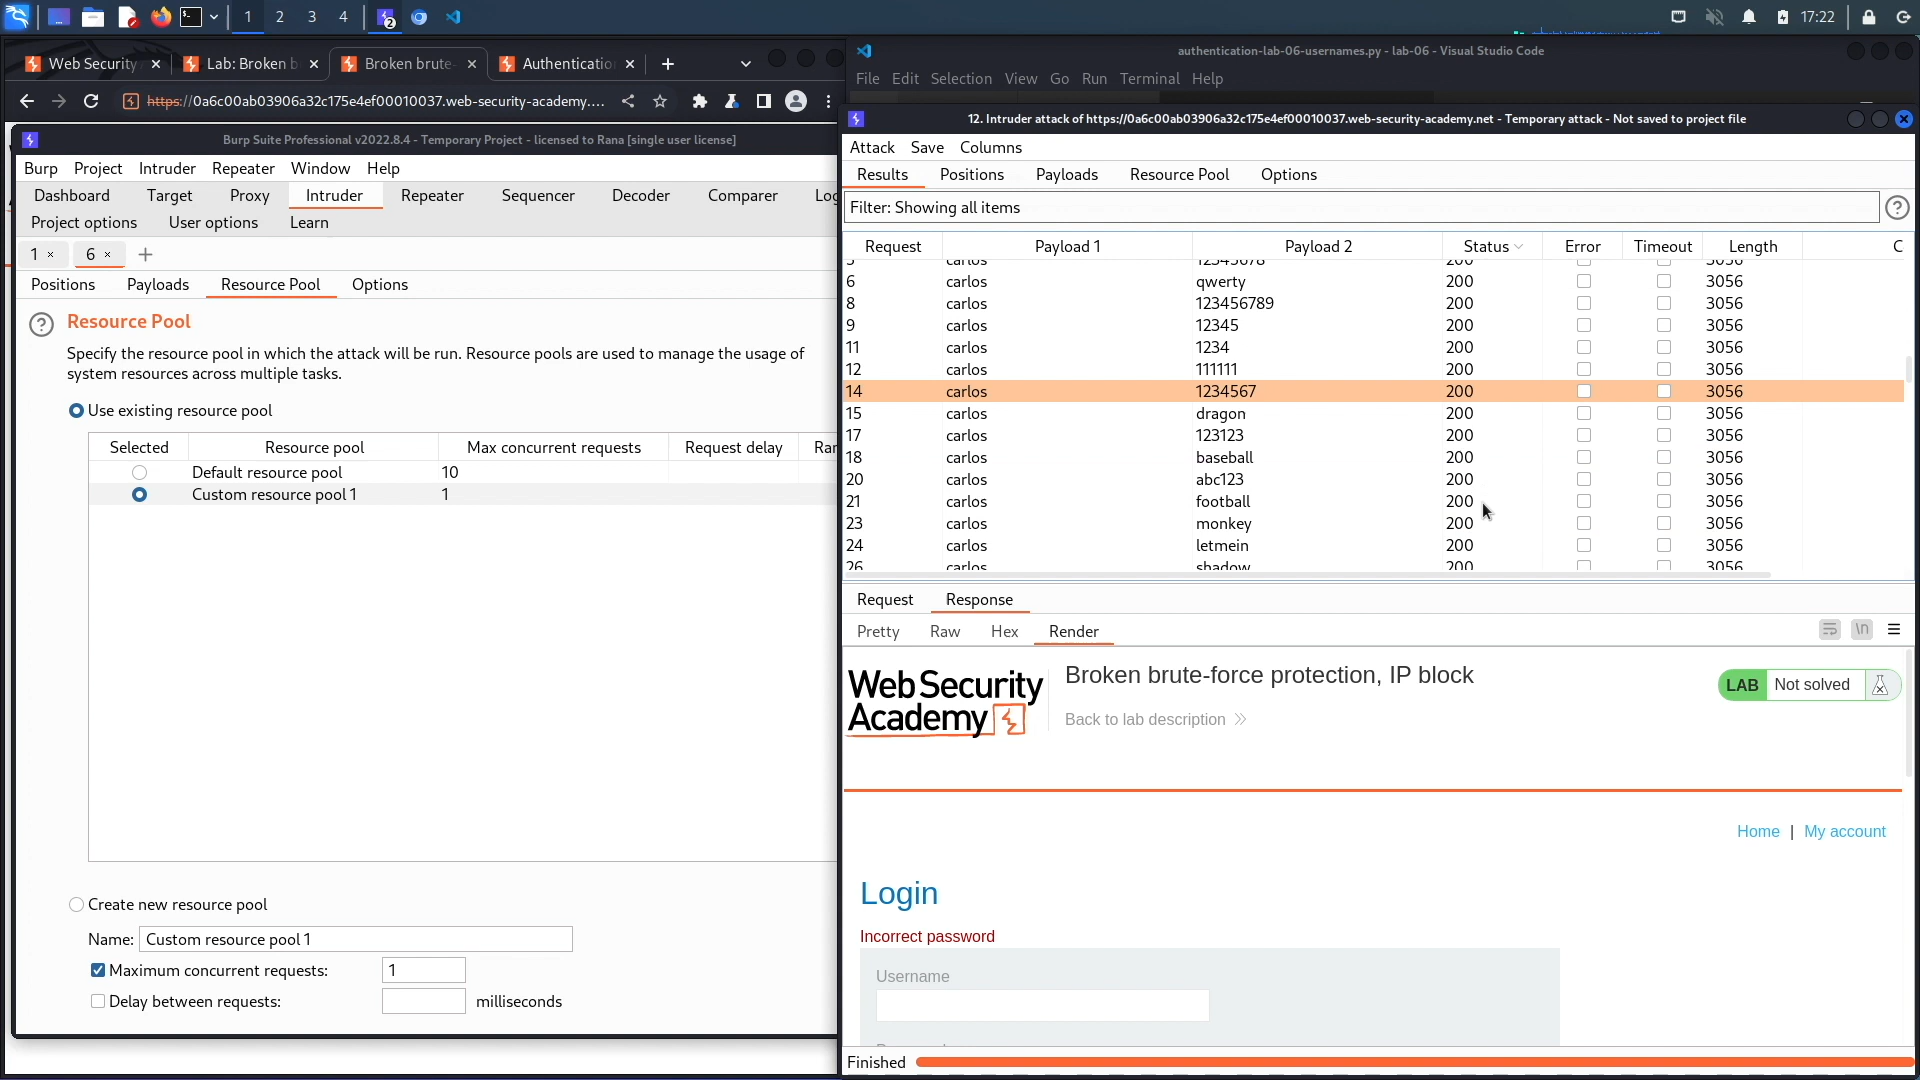 1
2
3
4
2
17:22
Web Security
Lab: Broken b
Broken brute-
Authenticatio
https://0a6c00ab03906a32c175e4ef00010037.web-security-academy....
authentication-lab-06-usernames.py - lab-06 - Visual Studio Code
File Edit Selection View Go Run Terminal Help
Burp Suite Professional v2022.8.4 - Temporary Project - licensed to Rana [single user license]
Burp Project Intruder Repeater Window Help
Dashboard Target Proxy Intruder Repeater Sequencer Decoder Comparer Log
Project options User options Learn
1 × 6 × +
Positions Payloads Resource Pool Options
Resource Pool
Specify the resource pool in which the attack will be run. Resource pools are used to manage the usage of
system resources across multiple tasks.
Use existing resource pool
Selected Resource pool Max concurrent requests Request delay Ran
Default resource pool 10
Custom resource pool 1 1
Create new resource pool
Name: Custom resource pool 1
Maximum concurrent requests: 1
Delay between requests: milliseconds
12. Intruder attack of https://0a6c00ab03906a32c175e4ef00010037.web-security-academy.net - Temporary attack - Not saved to project file
Attack Save Columns
Results Positions Payloads Resource Pool Options
Filter: Showing all items
Request Payload 1 Payload 2 Status Error Timeout Length C
5 carlos 12345678 200 3056
6 carlos qwerty 200 3056
8 carlos 123456789 200 3056
9 carlos 12345 200 3056
11 carlos 1234 200 3056
12 carlos 111111 200 3056
14 carlos 1234567 200 3056
15 carlos dragon 200 3056
17 carlos 123123 200 3056
18 carlos baseball 200 3056
20 carlos abc123 200 3056
21 carlos football 200 3056
23 carlos monkey 200 3056
24 carlos letmein 200 3056
26 carlos shadow 200 3056
Request Response
Pretty Raw Hex Render
\n
Web Security
Academy
Broken brute-force protection, IP block
Back to lab description
LAB Not solved
Home | My account
Login
Incorrect password
Username
Finished